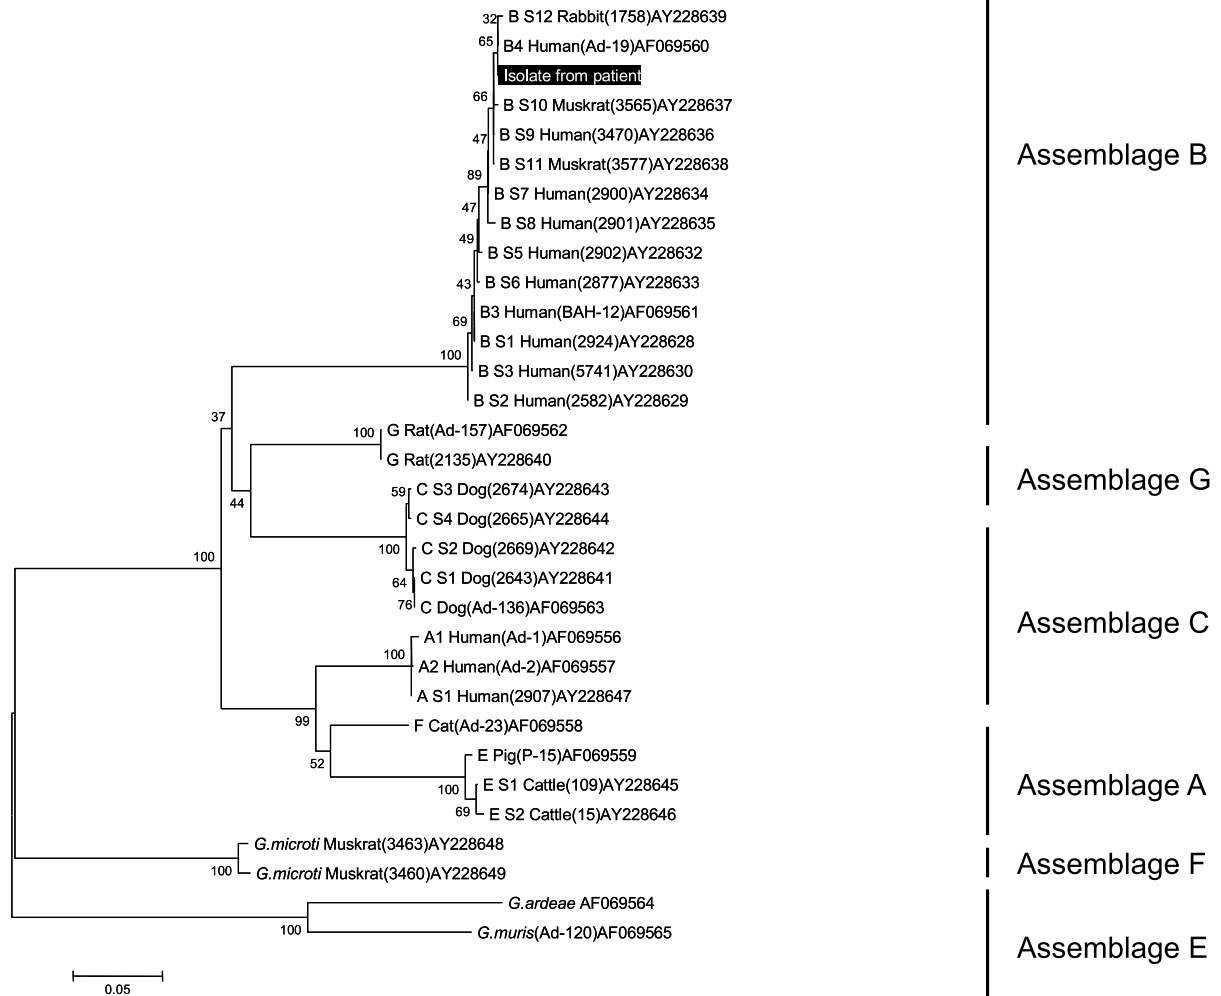 32
B S12 Rabbit(1758)AY228639
65
B4 Human(Ad-19)AF069560
Isolate from patient
66
B S10 Muskrat(3565)AY228637
B S9 Human(3470)AY228636
47
Assemblage B
B S11 Muskrat(3577)AY228638
89
B S7 Human(2900)AY228634
47
B S8 Human(2901)AY228635
49
B S5 Human(2902)AY228632
43
B S6 Human(2877)AY228633
B3 Human(BAH-12)AF069561
69
B S1 Human(2924)AY228628
100
B S3 Human(5741)AY228630
B S2 Human(2582)AY228629
37
100
G Rat(Ad-157)AF069562
G Rat(2135)AY228640
Assemblage G
59
C S3 Dog(2674)AY228643
44
C S4 Dog(2665)AY228644
100
C S2 Dog(2669)AY228642
100
64
C S1 Dog(2643)AY228641
76
C Dog(Ad-136)AF069563
Assemblage C
A1 Human(Ad-1)AF069556
100
A2 Human(Ad-2)AF069557
A S1 Human(2907)AY228647
99
F Cat(Ad-23)AF069558
52
E Pig(P-15)AF069559
100
E S1 Cattle(109)AY228645
Assemblage A
69
E S2 Cattle(15)AY228646
G.microti Muskrat(3463)AY228648
Assemblage F
100
G.microti Muskrat(3460)AY228649
G.ardeae AF069564
100
G.muris(Ad-120)AF069565
Assemblage E
0.05